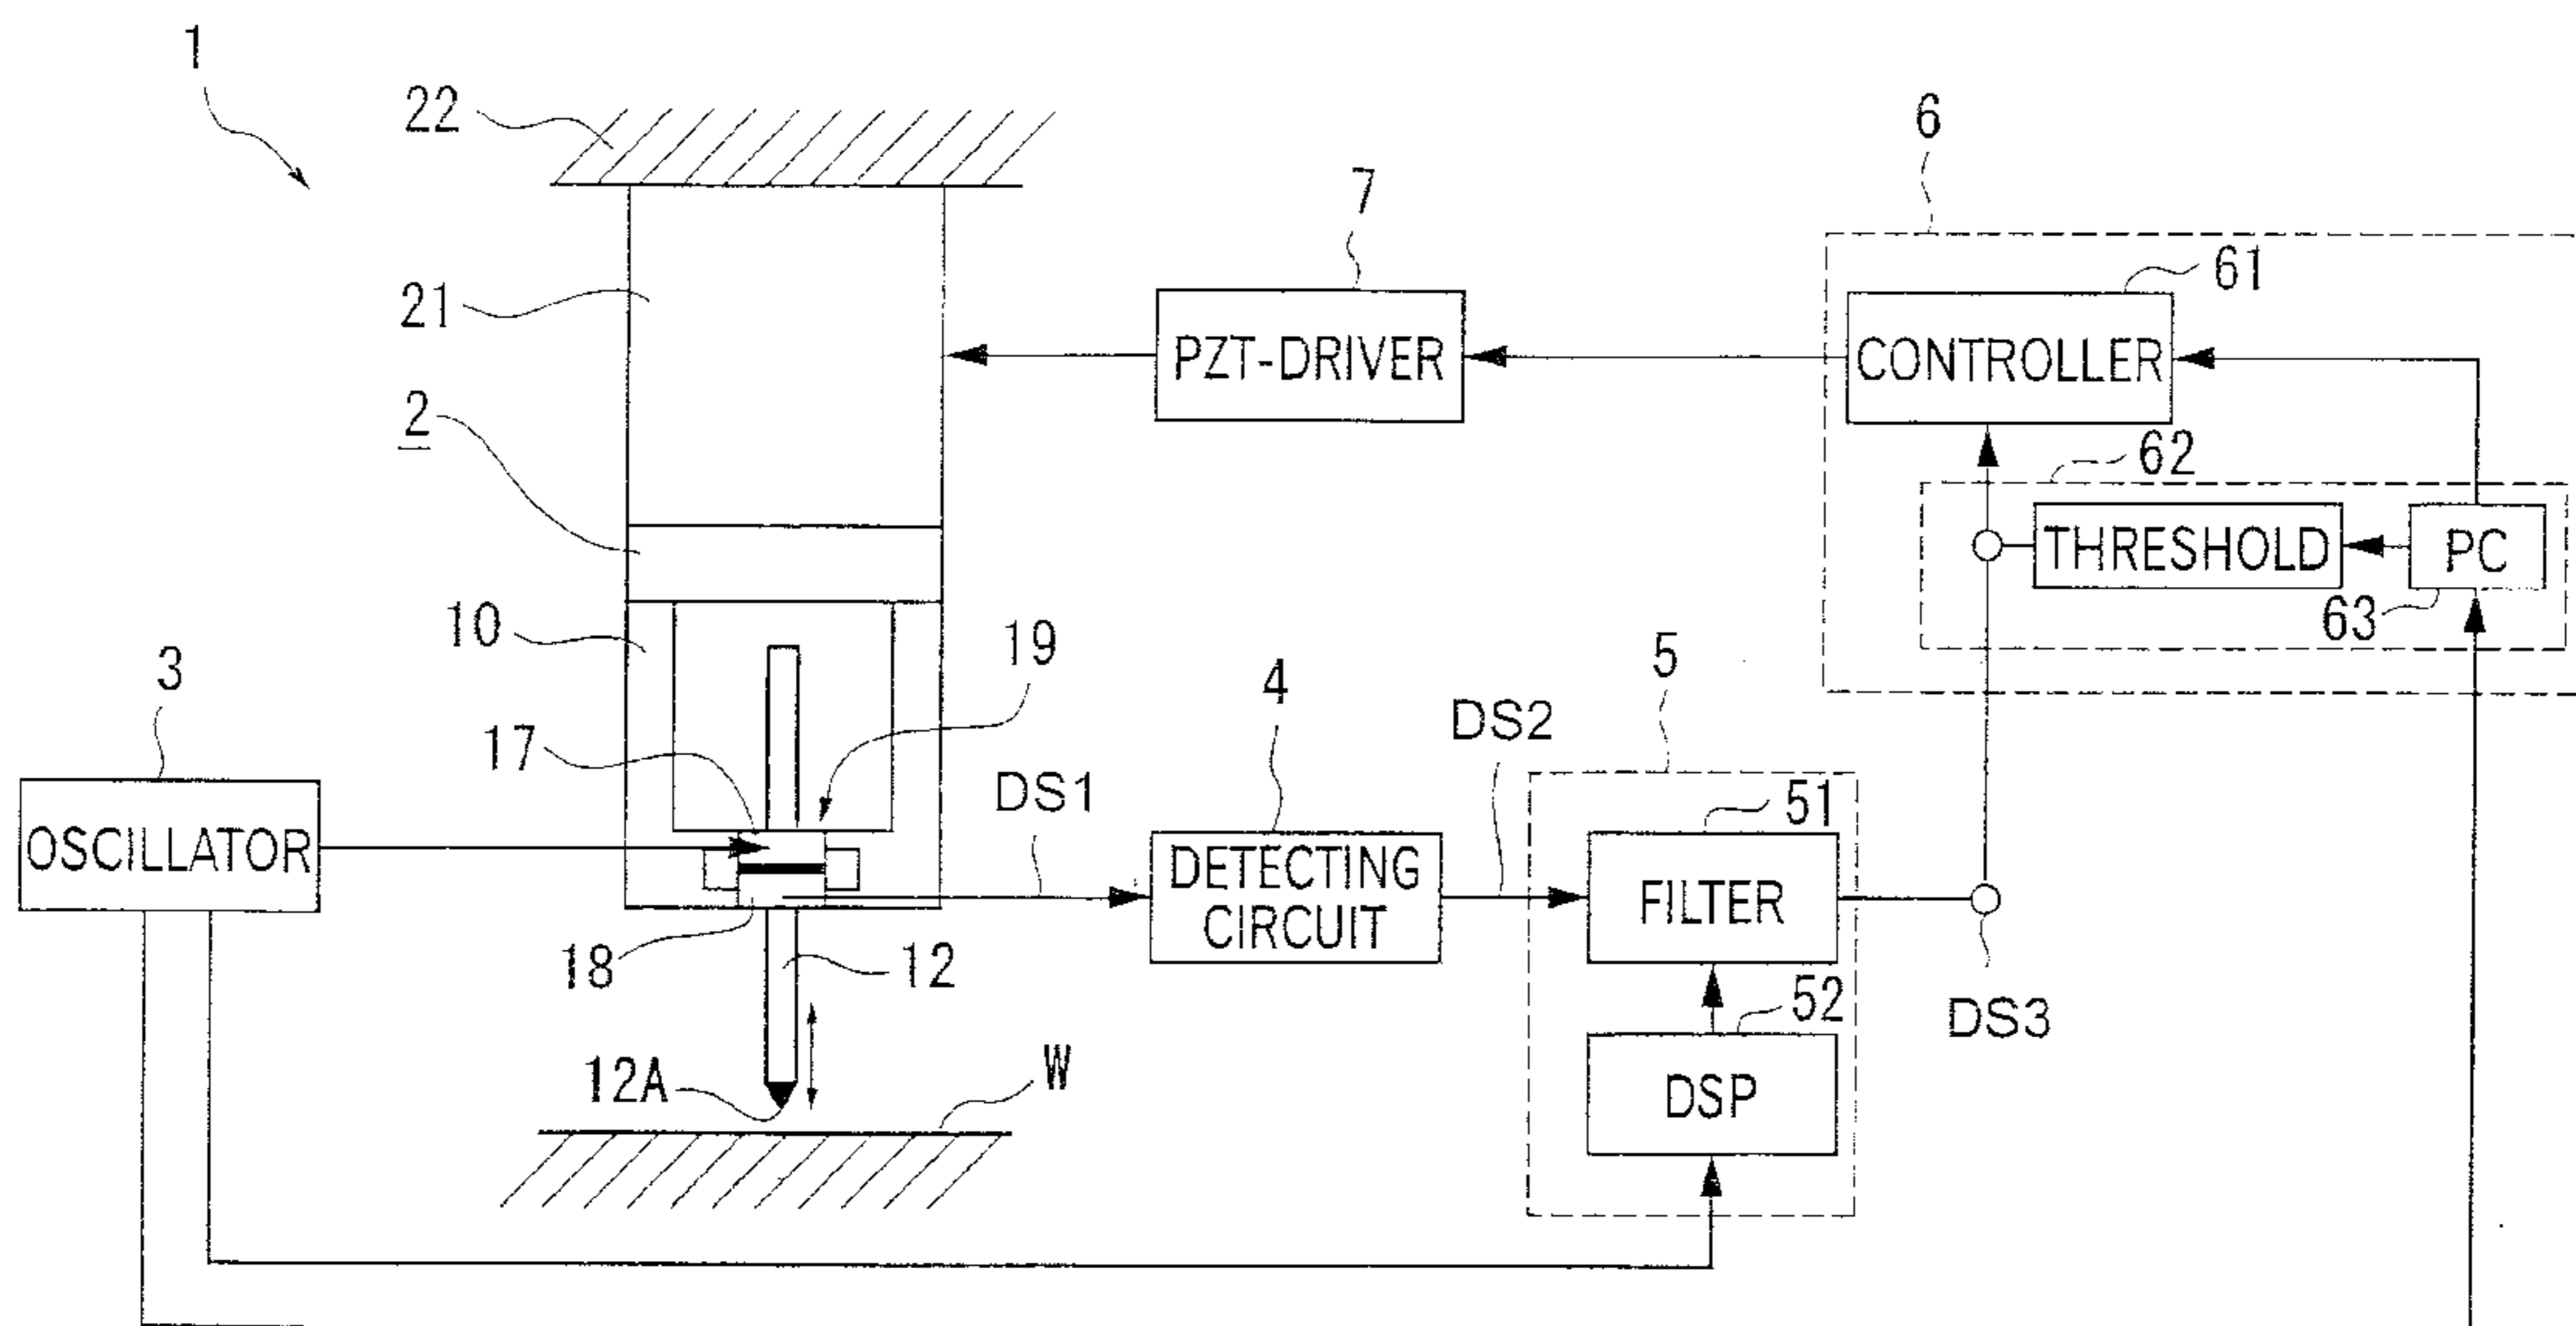 1
22
6
7
61
21
CONTROLLER
PZT-DRIVER
2
62
THRESHOLD
PC
10
63
19
5
3
4
DS2
17
DS1
51
OSCILLATOR
DETECTING
CIRCUIT
FILTER
18
12
52
DS3
12A
W
DSP